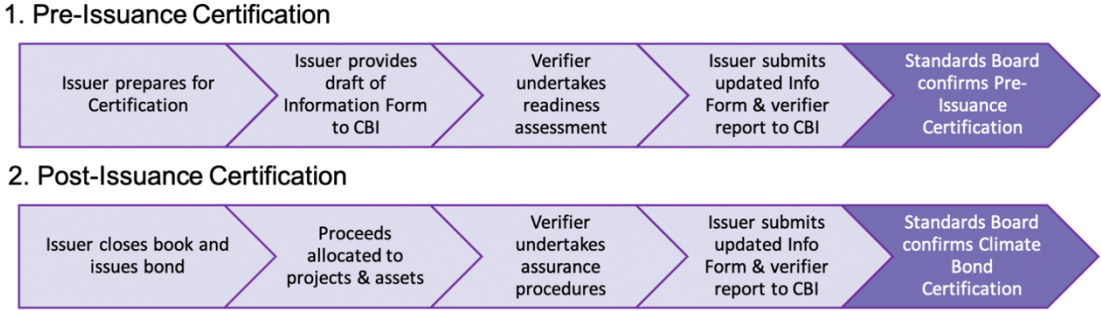 1. Pre-Issuance Certification
Issuer prepares for
Certification
Issuer provides
draft of
Information Form
to CBI
Verifier
undertakes
readiness
assessment
Issuer submits
updated Info
Form & verifier
report to CBI
Standards Board
confirms Pre-
Issuance
Certification
2. Post-Issuance Certification
Issuer closes book and
issues bond
Proceeds
allocated to
projects & assets
Verifier
undertakes
assurance
procedures
Issuer submits
updated Info
Form & verifier
report to CBI
Standards Board
confirms Climate
Bond
Certification